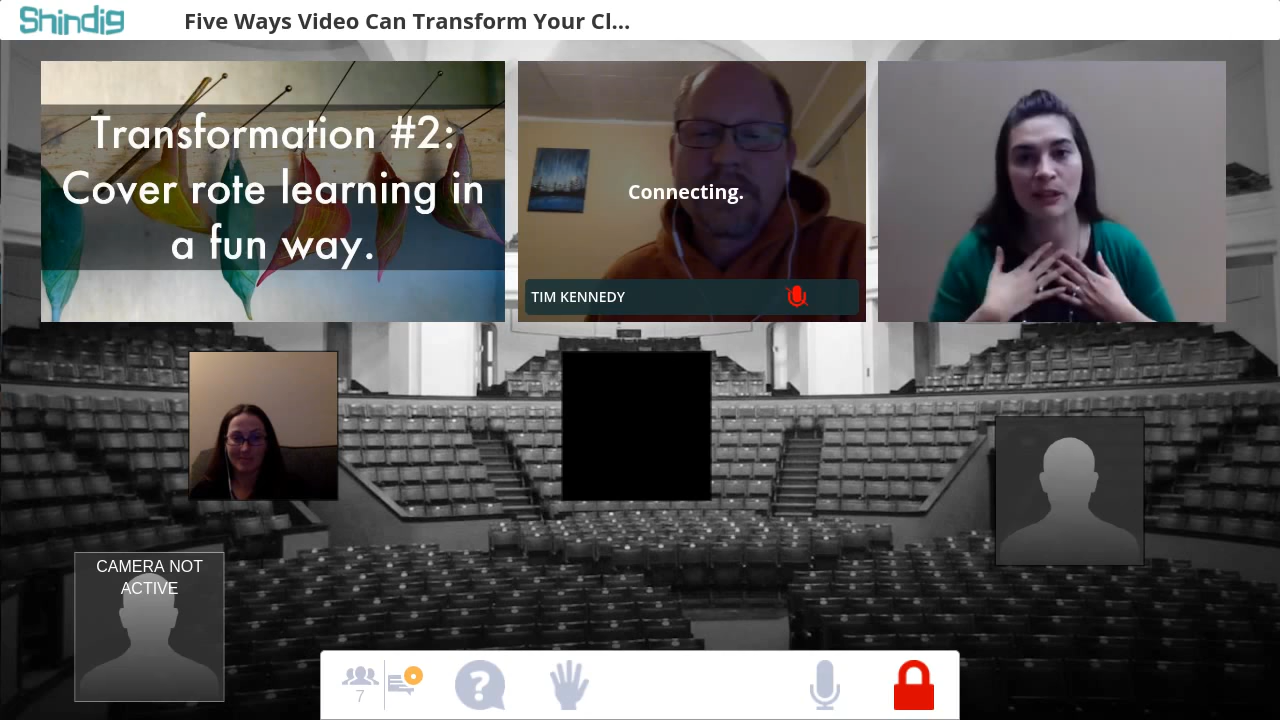 Shindig
Five Ways Video Can Transform Your Cl...
Transformation #2:
Cover rote learning in
a fun way.
Connecting.
TIM KENNEDY
CAMERA NOT
ACTIVE
7
?